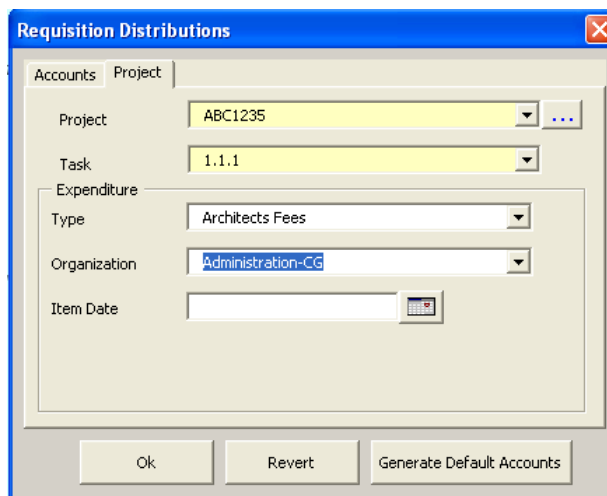 Requisition Distributions
Accounts Project
Project ABC1235 ...
Task 1.1.1
Expenditure
Type Architects Fees
Organization Administration-CG
Item Date
Ok Revert Generate Default Accounts